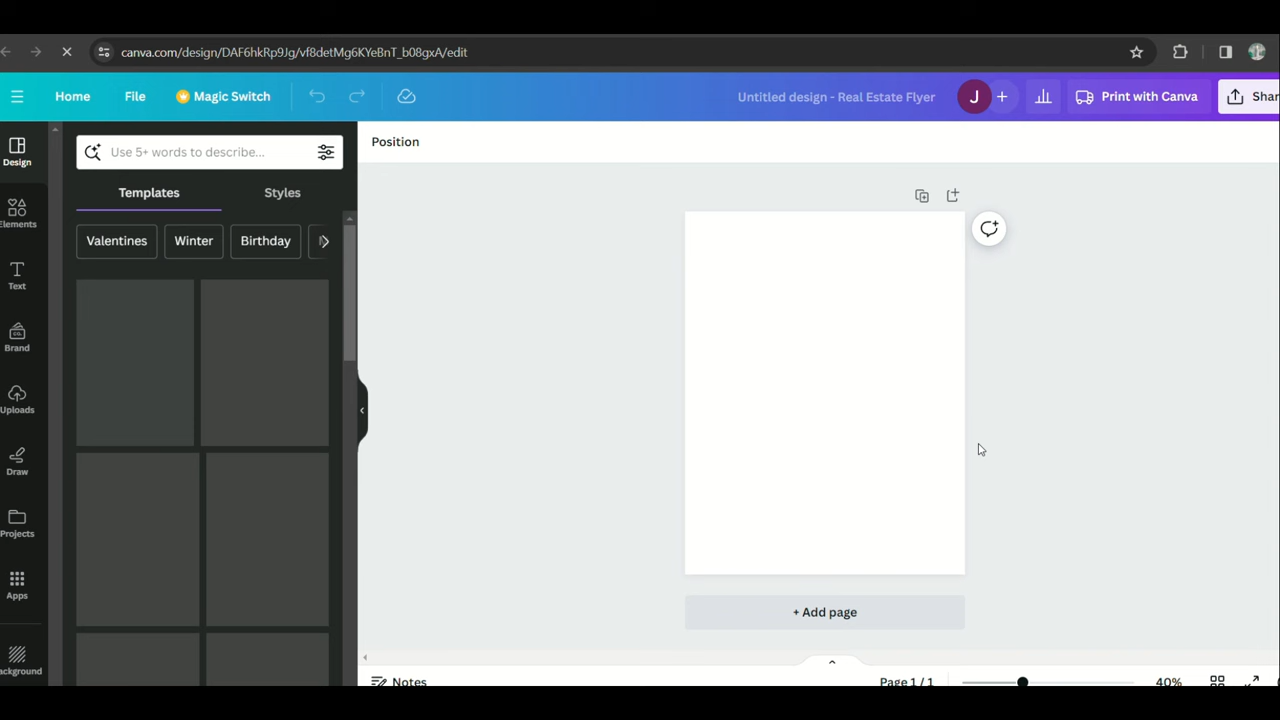 canva.com/design/DAF6hkRp9Jg/vf8detMg6KYeBnT_b08gxA/edit
Home File Magic Switch Untitled design - Real Estate Flyer J + Print with Canva Shar
Design
Use 5+ words to describe...
Position
Templates Styles
Elements
Valentines Winter Birthday
Text
Brand
CO.
Uploads
Draw
Projects
Apps
+ Add page
ackground
Notes Page 1 / 1 40%